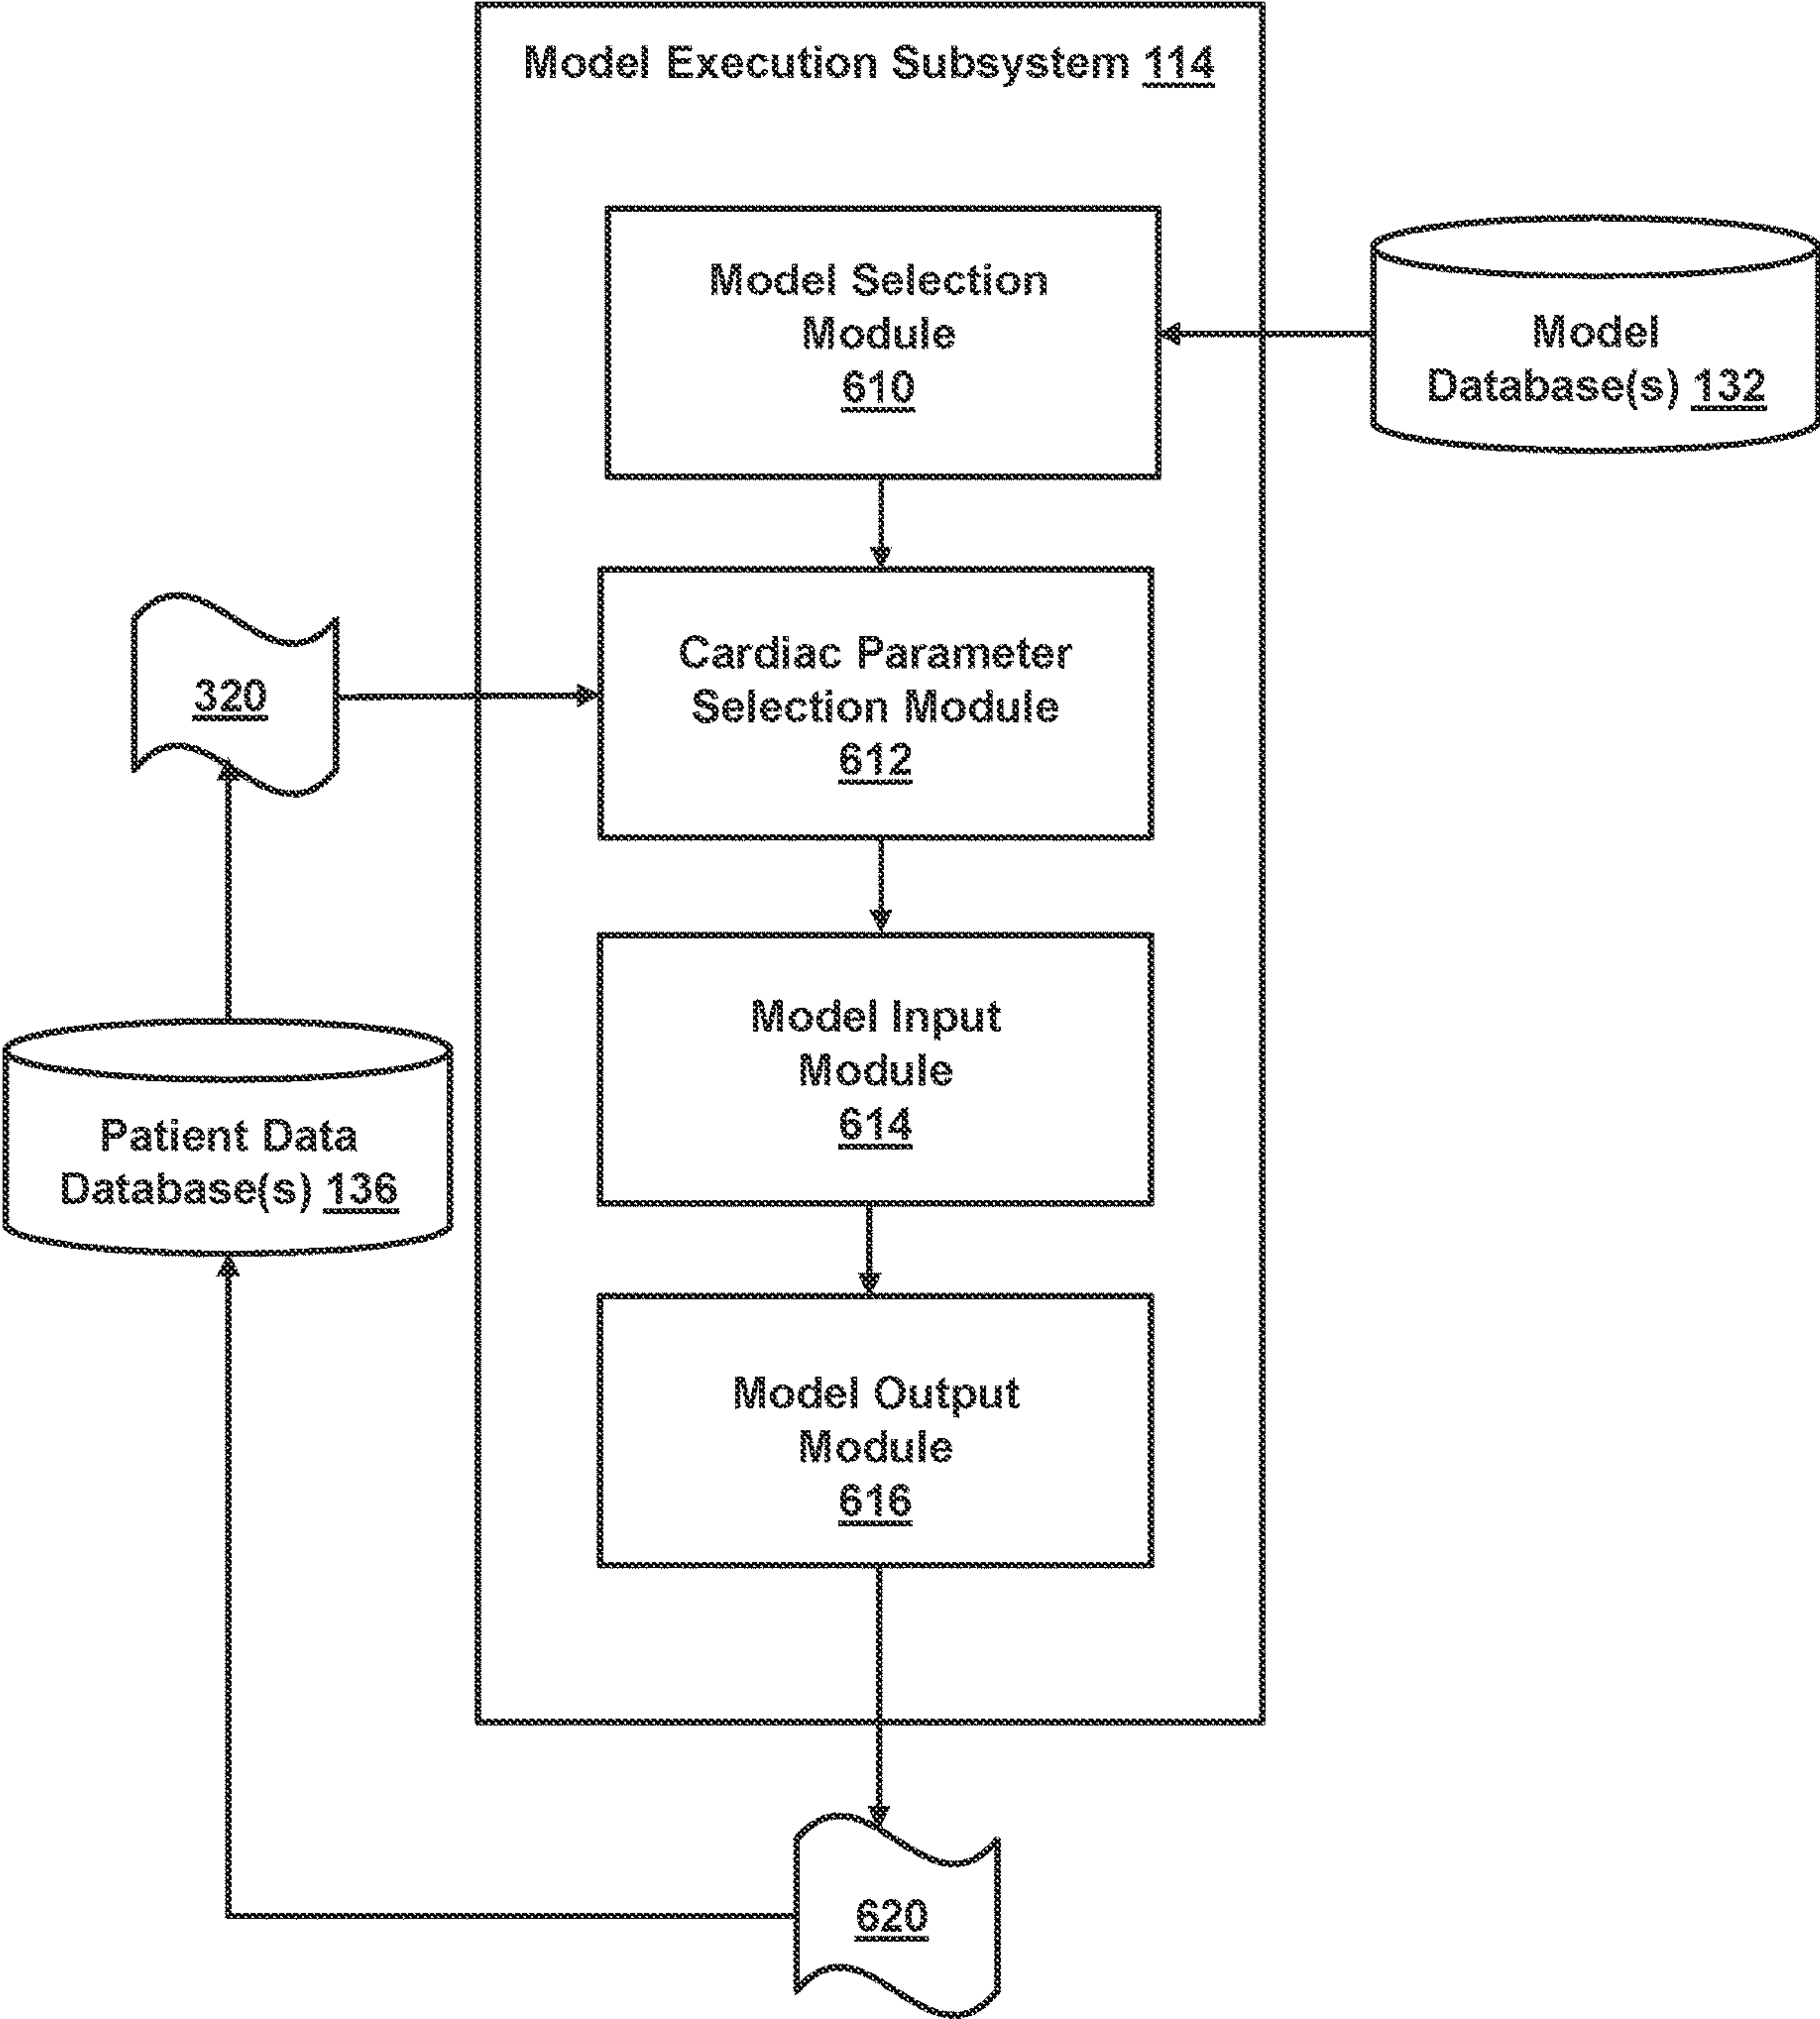 Model Execution Subsystem 114
Model Selection
Module
610
Model
Database(s) 132
320
Cardiac Parameter
Selection Module
612
Model Input
Module
614
Patient Data
Database(s) 136
Model Output
Module
616
620